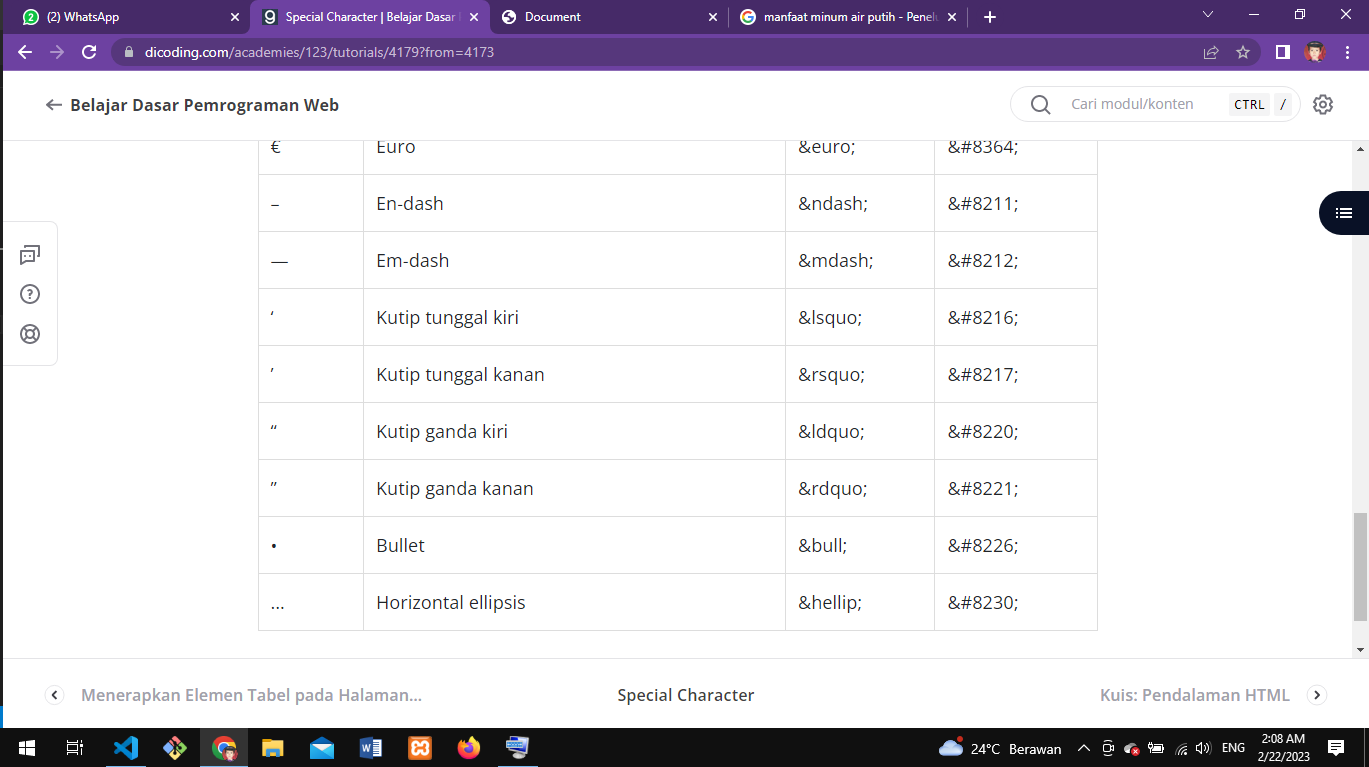 (2) WhatsApp
Special Character | Belajar Dasar
Document
manfaat minum air putih - Penel
dicoding.com/academies/123/tutorials/4179?from=4173
Belajar Dasar Pemrograman Web
Cari modul/konten CTRL /
€ Euro &euro; &#8364;
– En-dash &ndash; &#8211;
— Em-dash &mdash; &#8212;
‘ Kutip tunggal kiri &lsquo; &#8216;
’ Kutip tunggal kanan &rsquo; &#8217;
“ Kutip ganda kiri &ldquo; &#8220;
” Kutip ganda kanan &rdquo; &#8221;
• Bullet &bull; &#8226;
… Horizontal ellipsis &hellip; &#8230;
Menerapkan Elemen Tabel pada Halaman...
Special Character
Kuis: Pendalaman HTML
24°C Berawan
ENG
2:08 AM
2/22/2023